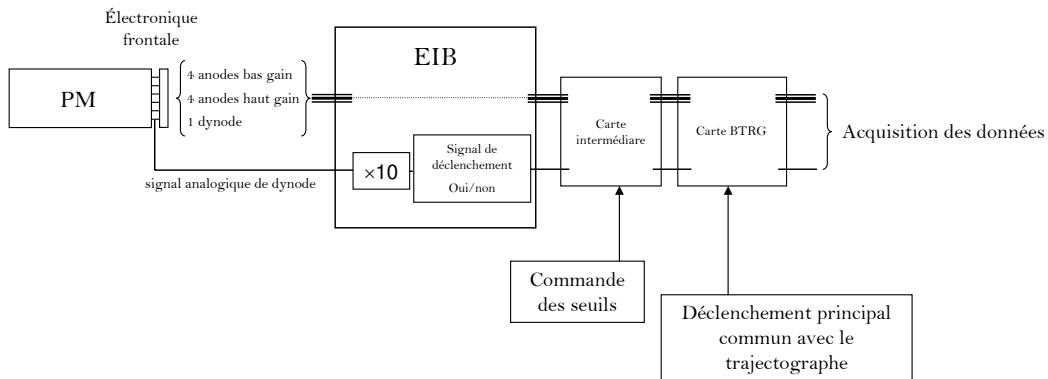 Électronique
frontale
EIB
PM
4 anodes bas gain
4 anodes haut gain
1 dynode
signal analogique de dynode
×10
Signal de
déclenchement
Oui/non
Carte
intermédiare
Carte BTRG
Acquisition des données
Commande
des seuils
Déclenchement principal
commun avec le
trajectographe